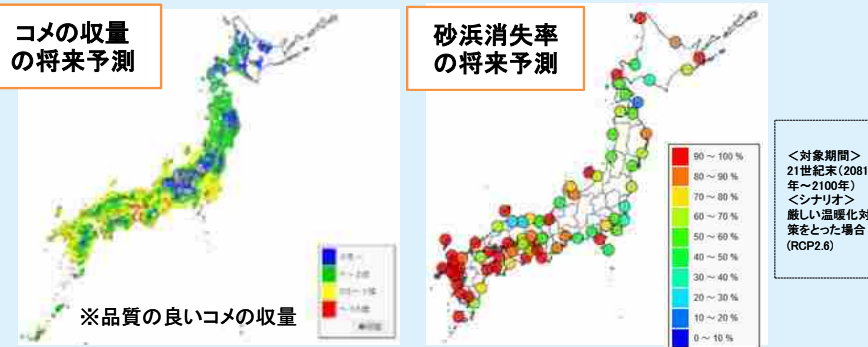 コメの収量
の将来予測
※品質の良いコメの収量
砂浜消失率
の将来予測
90 ～ 100 %
80 ～ 90 %
70 ～ 80 %
60 ～ 70 %
50 ～ 60 %
40 ～ 50 %
30 ～ 40 %
20 ～ 30 %
10 ～ 20 %
0 ～ 10 %
＜対象期間＞
21世紀末(2081
年～2100年)
＜シナリオ＞
厳しい温暖化対
策をとった場合
(RCP2.6)